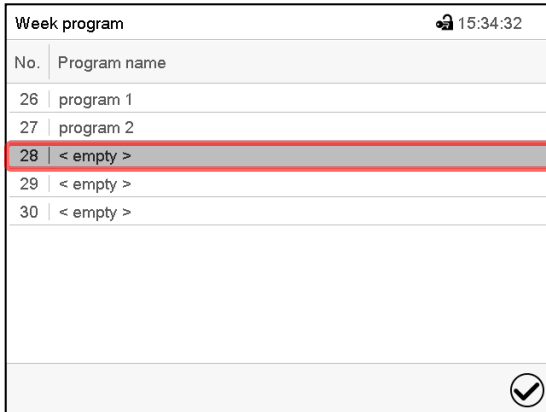 Week program 15:34:32
No. Program name
26 program 1
27 program 2
28 < empty >
29 < empty >
30 < empty >